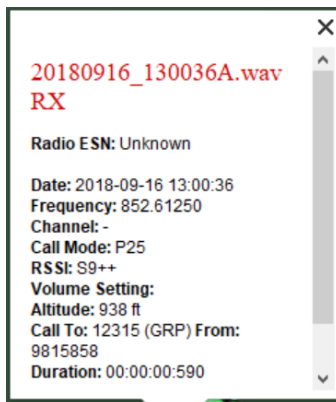 20180916_130036A.wav
RX
Radio ESN: Unknown
Date: 2018-09-16 13:00:36
Frequency: 852.61250
Channel: -
Call Mode: P25
RSSI: S9++
Volume Setting:
Altitude: 938 ft
Call To: 12315 (GRP) From:
9815858
Duration: 00:00:00:590